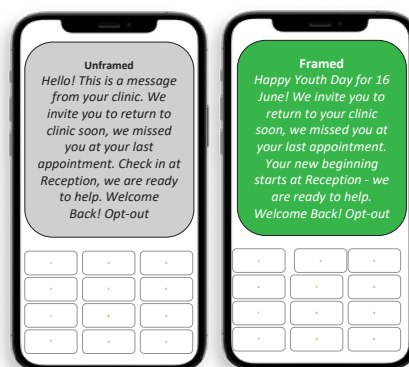 Unframed
Hello! This is a message
from your clinic. We
invite you to return to
clinic soon, we missed
you at your last
appointment. Check in at
Reception, we are ready
to help. Welcome
Back! Opt-out
Framed
Happy Youth Day for 16
June! We invite you to
return to your clinic
soon, we missed you at
your last appointment.
Your new beginning
starts at Reception - we
are ready to help.
Welcome Back! Opt-out